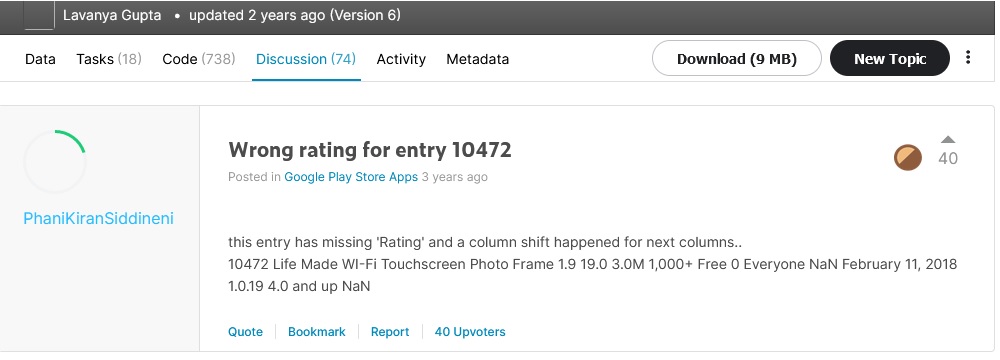 Lavanya Gupta • updated 2 years ago (Version 6)
Data Tasks (18) Code (738) Discussion (74) Activity Metadata Download (9 MB) New Topic
Wrong rating for entry 10472
40
Posted in Google Play Store Apps 3 years ago
PhaniKiranSiddineni
this entry has missing 'Rating' and a column shift happened for next columns..
10472 Life Made WI-Fi Touchscreen Photo Frame 1.9 19.0 3.0M 1,000+ Free 0 Everyone NaN February 11, 2018
1.0.19 4.0 and up NaN
Quote Bookmark Report 40 Upvoters